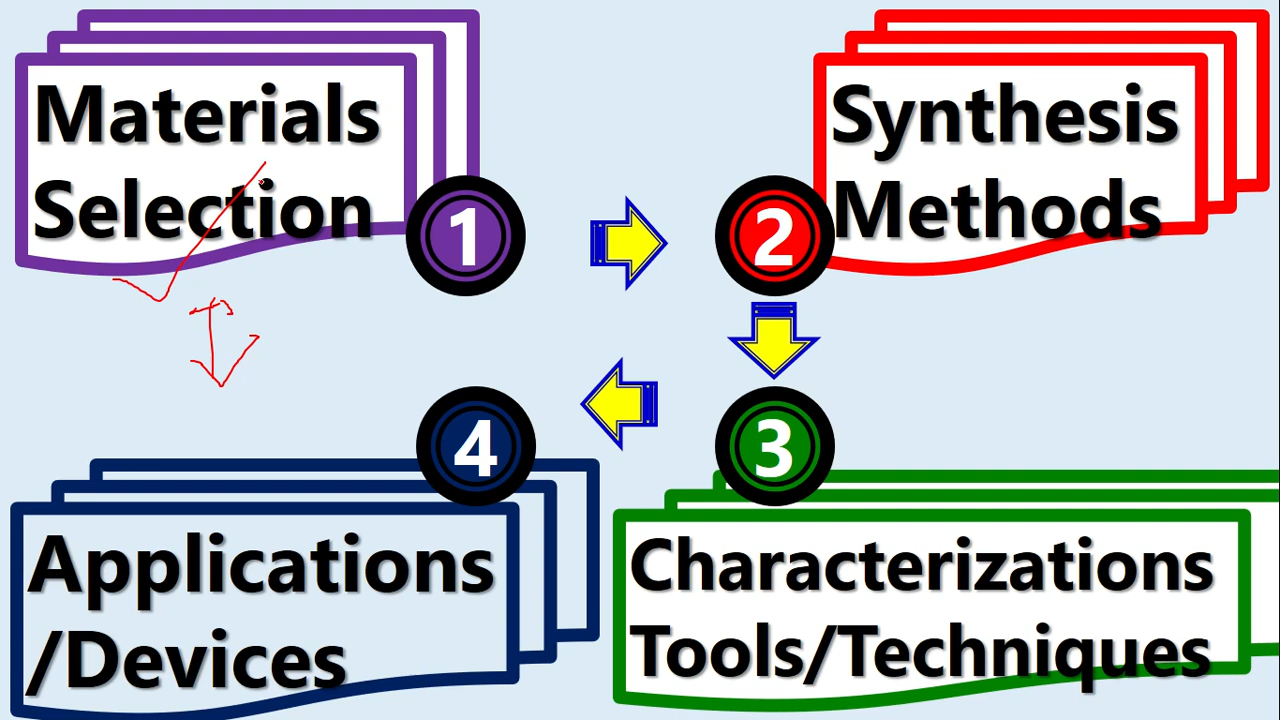 Materials
Selection
1
2
Synthesis
Methods
4
Applications
/Devices
3
Characterizations
Tools/Techniques